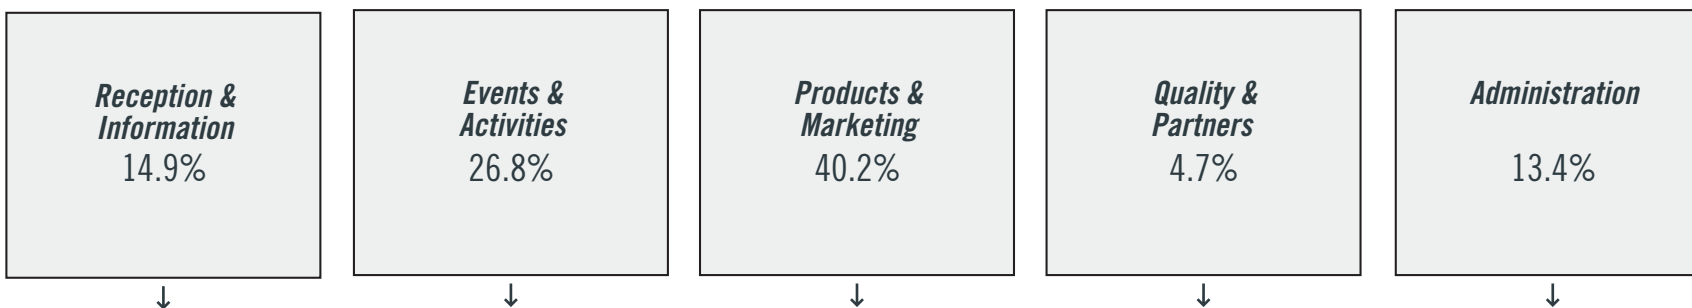 Reception &
Information
14.9%
Events &
Activities
26.8%
Products &
Marketing
40.2%
Quality &
Partners
4.7%
Administration
13.4%